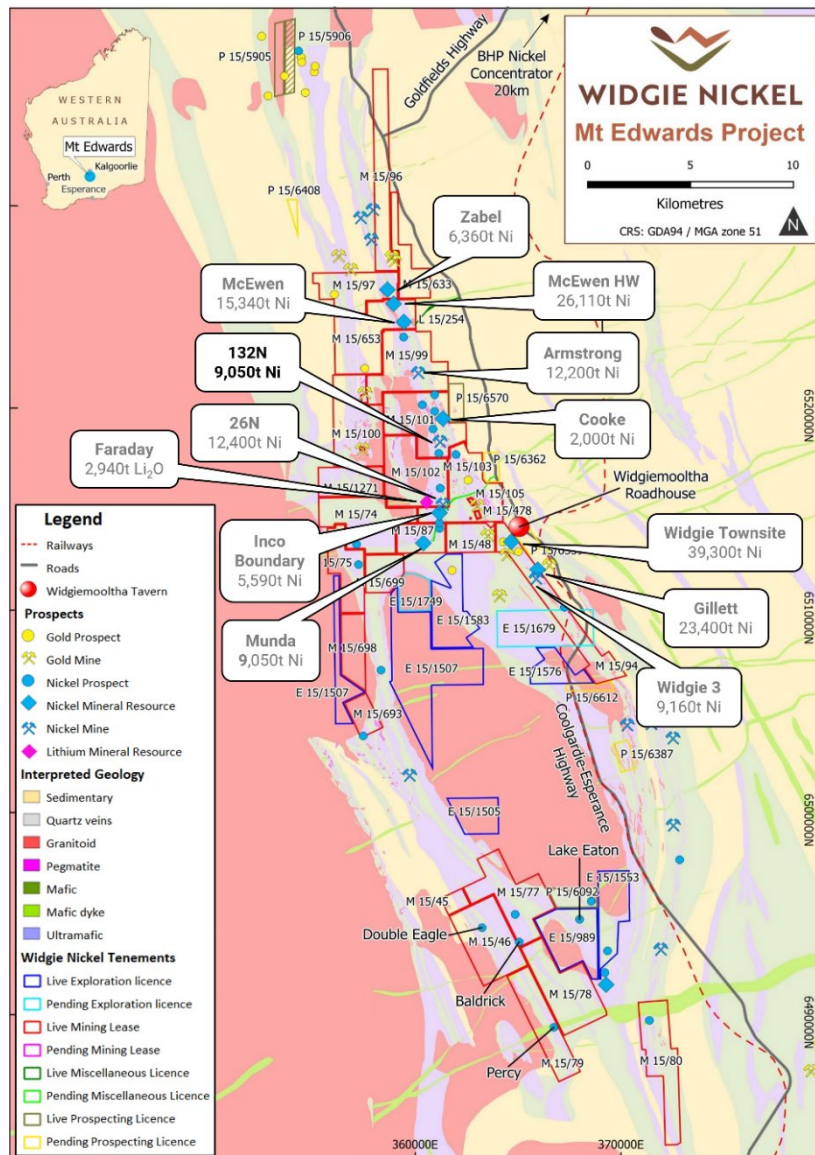 P 15/5906
P 15/5905
Goldfields Highway
BHP Nickel
Concentrator
20km
WIDGIE NICKEL
Mt Edwards Project
0
10
Kilometres
CRS: GDA94 / MGA zone 51
N
WESTERN
AUSTRALIA
Mt Edwards
Kalgoorlie
Perth
Esperance
P 15/6408
M 15/96
Zabel
6,360t Ni
McEwen
15,340t Ni
M 15/97
M 15/633
McEwen HW
26,110t Ni
L 15/254
M 15/653
132N
9,050t Ni
M 15/99
Armstrong
12,200t Ni
P 15/6570
6520000N
26N
12,400t Ni
M 15/101
Cooke
2,000t Ni
M 15/100
Faraday
2,940t Li₂O
M 15/102
M 15/103
P 15/6362
Widgiemooltha
Roadhouse
M 15/1271
M 15/105
M 15/478
M 15/74
M 15/87
M 15/48
Inco
Boundary
5,590t Ni
Widgie Townsite
39,300t Ni
15/75
M 15/699
Munda
9,050t Ni
E 15/1749
E 15/1583
Gillett
23,400t Ni
6510000N
E 15/1679
M 15/698
E 15/1507
E 15/1576
M 15/94
Widgie 3
9,160t Ni
E 15/1507
P 15/6612
M 15/693
P 15/6387
Coolgardie-Esperance
Highway
6500000N
E 15/1505
Lake Eaton
E 15/1553
M 15/45
M 15/77
P 15/6092
Double Eagle
M 15/46
E 15/989
Baldrick
M 15/78
6490000N
Percy
M 15/79
M 15/80
360000E
370000E
Legend
Railways
Roads
Widgiemooltha Tavern
Prospects
Gold Prospect
Gold Mine
Nickel Prospect
Nickel Mineral Resource
Nickel Mine
Lithium Mineral Resource
Interpreted Geology
Sedimentary
Quartz veins
Granitoid
Pegmatite
Mafic
Mafic dyke
Ultramafic
Widgie Nickel Tenements
Live Exploration licence
Pending Exploration licence
Live Mining Lease
Pending Mining Lease
Live Miscellaneous Licence
Pending Miscellaneous Licence
Live Prospecting Licence
Pending Prospecting Licence